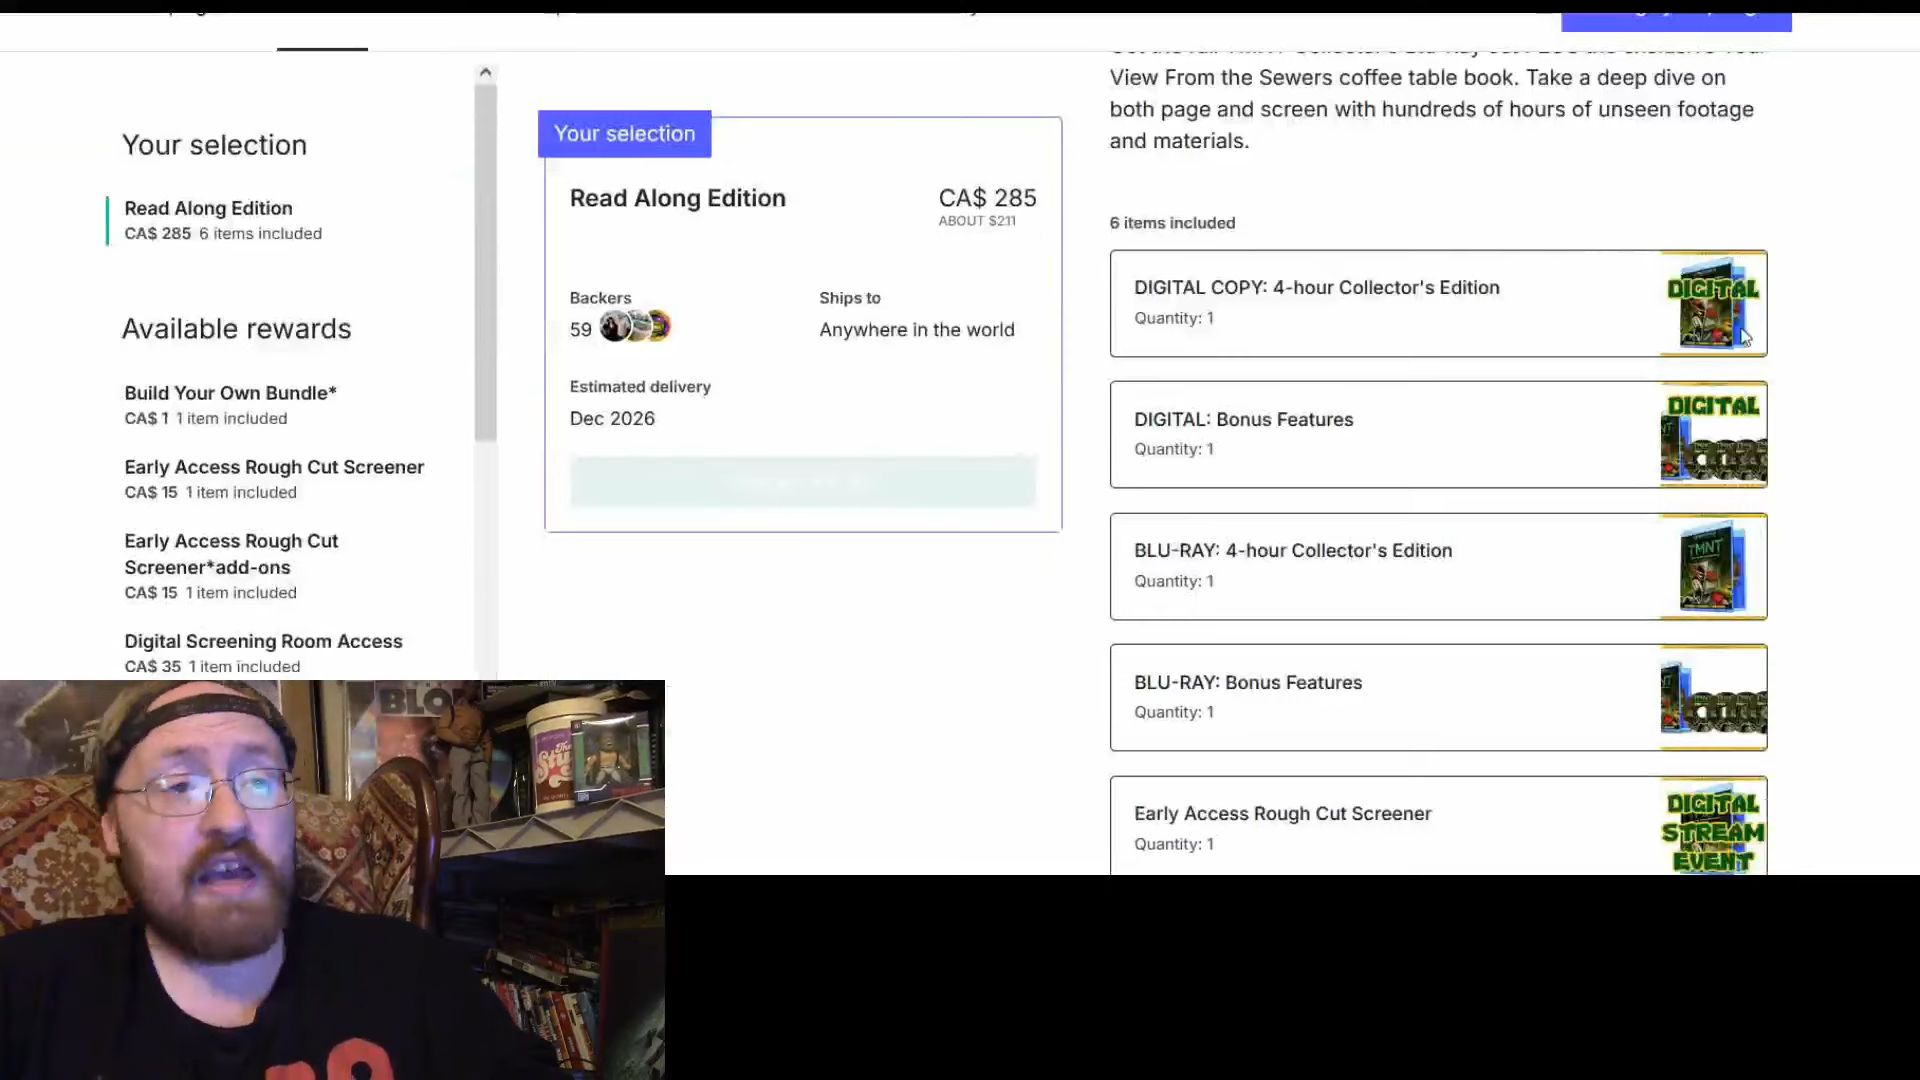 View From the Sewers coffee table book. Take a deep dive on
both page and screen with hundreds of hours of unseen footage
and materials.
Your selection
Read Along Edition
CA$ 285 6 items included
Available rewards
Build Your Own Bundle*
CA$ 1 1 item included
Early Access Rough Cut Screener
CA$ 15 1 item included
Early Access Rough Cut
Screener*add-ons
CA$ 15 1 item included
Digital Screening Room Access
CA$ 35 1 item included
Your selection
Read Along Edition
CA$ 285
ABOUT $211
Backers
59
Ships to
Anywhere in the world
Estimated delivery
Dec 2026
6 items included
DIGITAL COPY: 4-hour Collector's Edition
Quantity: 1
DIGITAL
DIGITAL: Bonus Features
Quantity: 1
DIGITAL
BLU-RAY: 4-hour Collector's Edition
Quantity: 1
TMNT
BLU-RAY: Bonus Features
Quantity: 1
Early Access Rough Cut Screener
Quantity: 1
DIGITAL
STREAM
EVENT
BLO
The
Stu